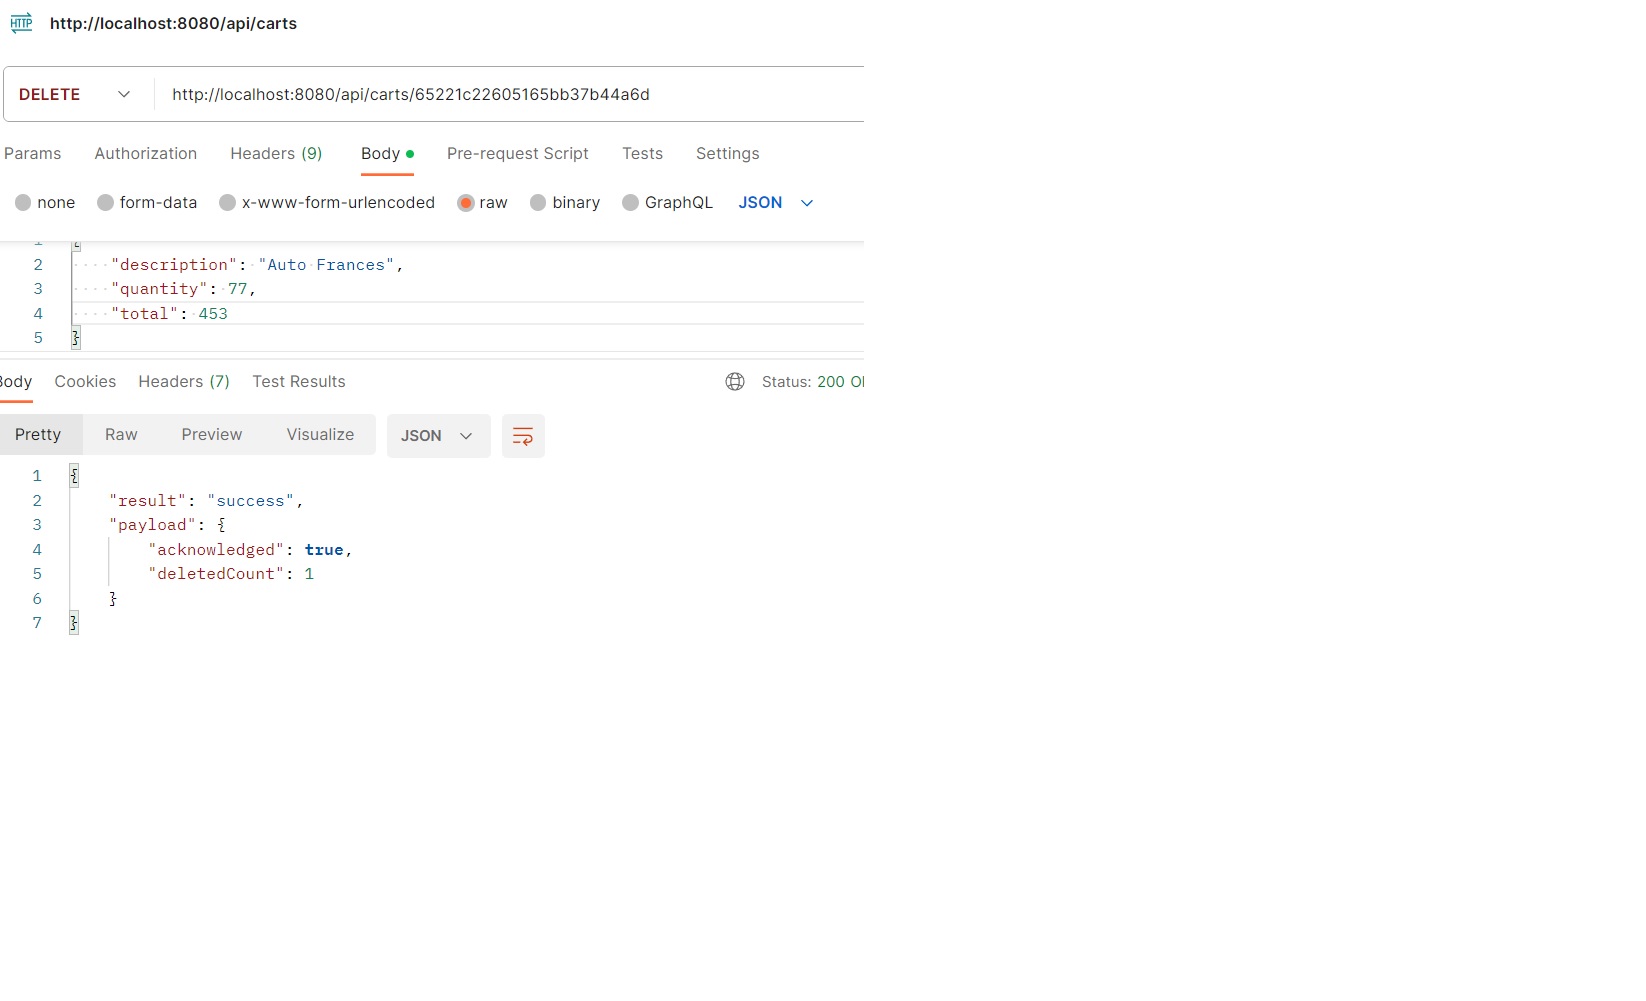 HTTP http://localhost:8080/api/carts
DELETE http://localhost:8080/api/carts/65221c22605165bb37b44a6d
Params Authorization Headers (9) Body Pre-request Script Tests Settings
none form-data x-www-form-urlencoded raw binary GraphQL JSON
1 {
2 "description": "Auto Frances",
3 "quantity": 77,
4 "total": 453
5 }
Body Cookies Headers (7) Test Results Status: 200 O
Pretty Raw Preview Visualize JSON
1 {
2 "result": "success",
3 "payload": {
4 "acknowledged": true,
5 "deletedCount": 1
6 }
7 }